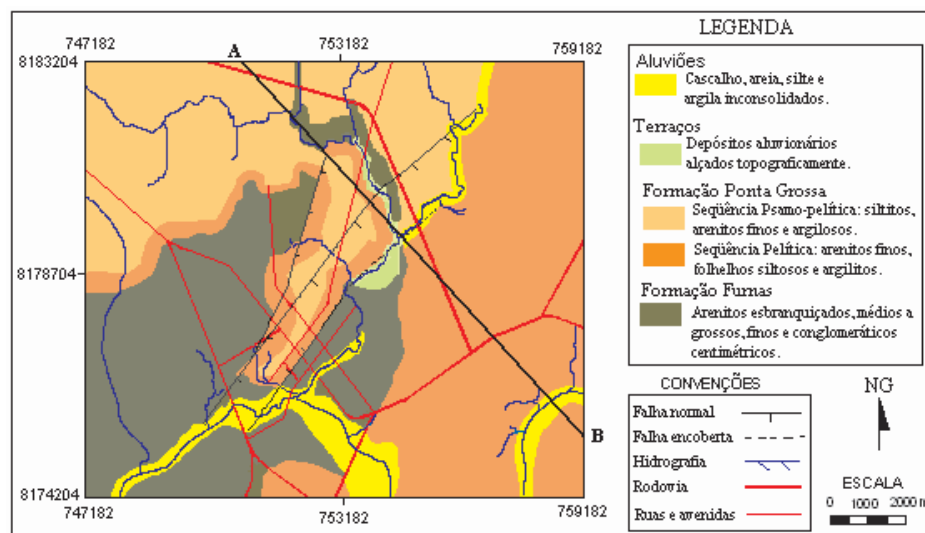 747182
753182
759182
A
8183204
8178704
8174204
B
747182
753182
759182
LEGENDA
Aluviões
Cascalho, areia, silte e
argila inconsolidados.
Terraços
Depósitos aluvionários
alçados topograficamente.
Formação Ponta Grossa
Seqüência Psamo-pelítica: siltitos,
arenitos finos e argilosos.
Seqüência Pelítica: arenitos finos,
folhelhos siltosos e argilitos.
Formação Furnas
Arenitos esbranquiçados, médios a
grossos, finos e conglomeráticos
centimétricos.
CONVENÇÕES
Falha normal
Falha encoberta
Hidrografia
Rodovia
Ruas e avenidas
NG
ESCALA
0 1000 2000 m